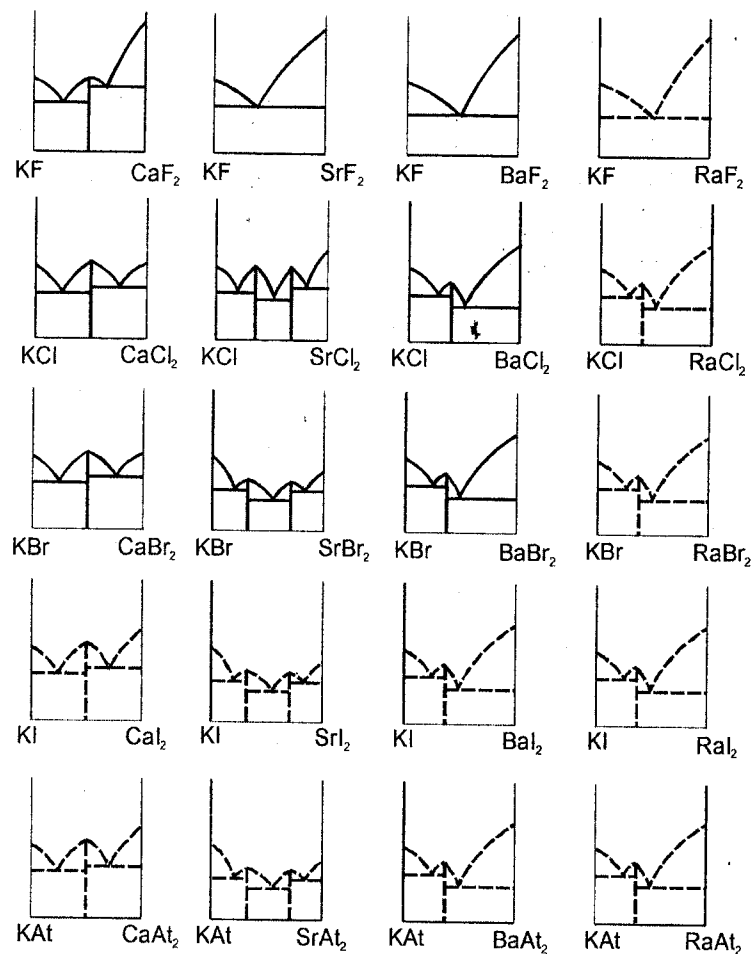 KF CaF₂ KF SrF₂ KF BaF₂ KF RaF₂
KCl CaCl₂ KCl SrCl₂ KCl BaCl₂ KCl RaCl₂
KBr CaBr₂ KBr SrBr₂ KBr BaBr₂ KBr RaBr₂
KI CaI₂ KI SrI₂ KI BaI₂ KI RaI₂
KAt CaAt₂ KAt SrAt₂ KAt BaAt₂ KAt RaAt₂